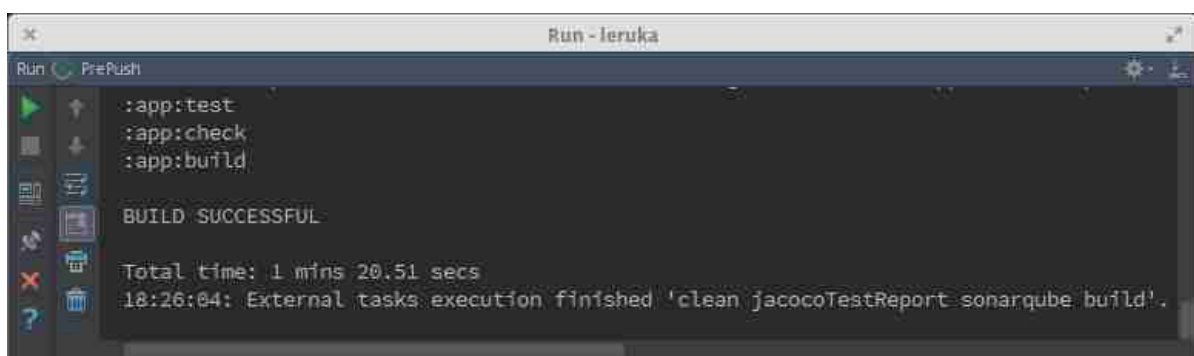 Run - leruka
Run PrePush
:app:test
:app:check
:app:build
BUILD SUCCESSFUL
Total time: 1 mins 20.51 secs
18:26:04: External tasks execution finished 'clean jacocoTestReport sonarqube build'.